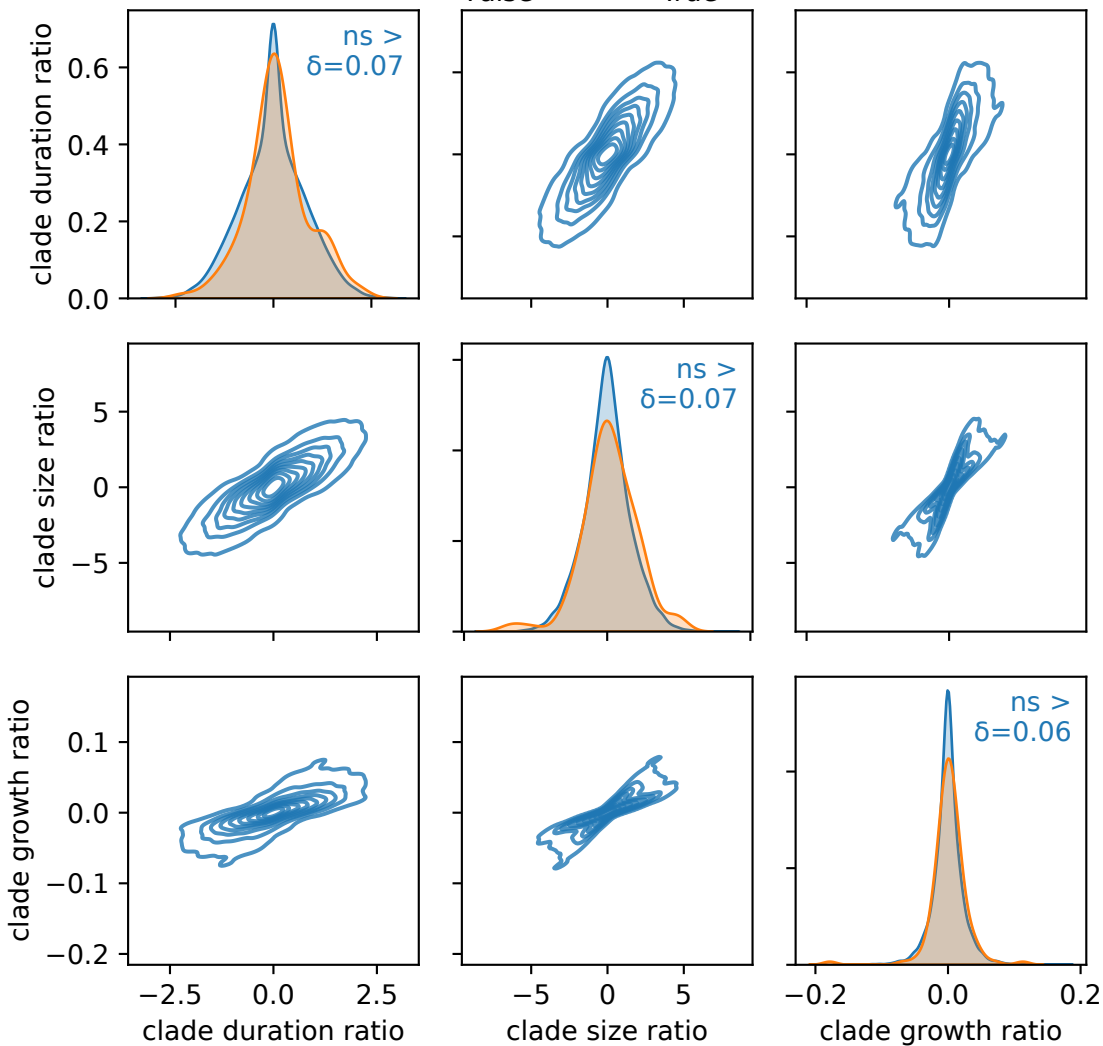 ns >
δ=0.07
0.6
0.4
0.2
0.0
clade duration ratio
ns >
δ=0.07
5
0
−5
clade size ratio
ns >
δ=0.06
0.1
0.0
−0.1
−0.2
clade growth ratio
−2.5 0.0 2.5
−5 0 5
−0.2 0.0 0.2
clade duration ratio
clade size ratio
clade growth ratio